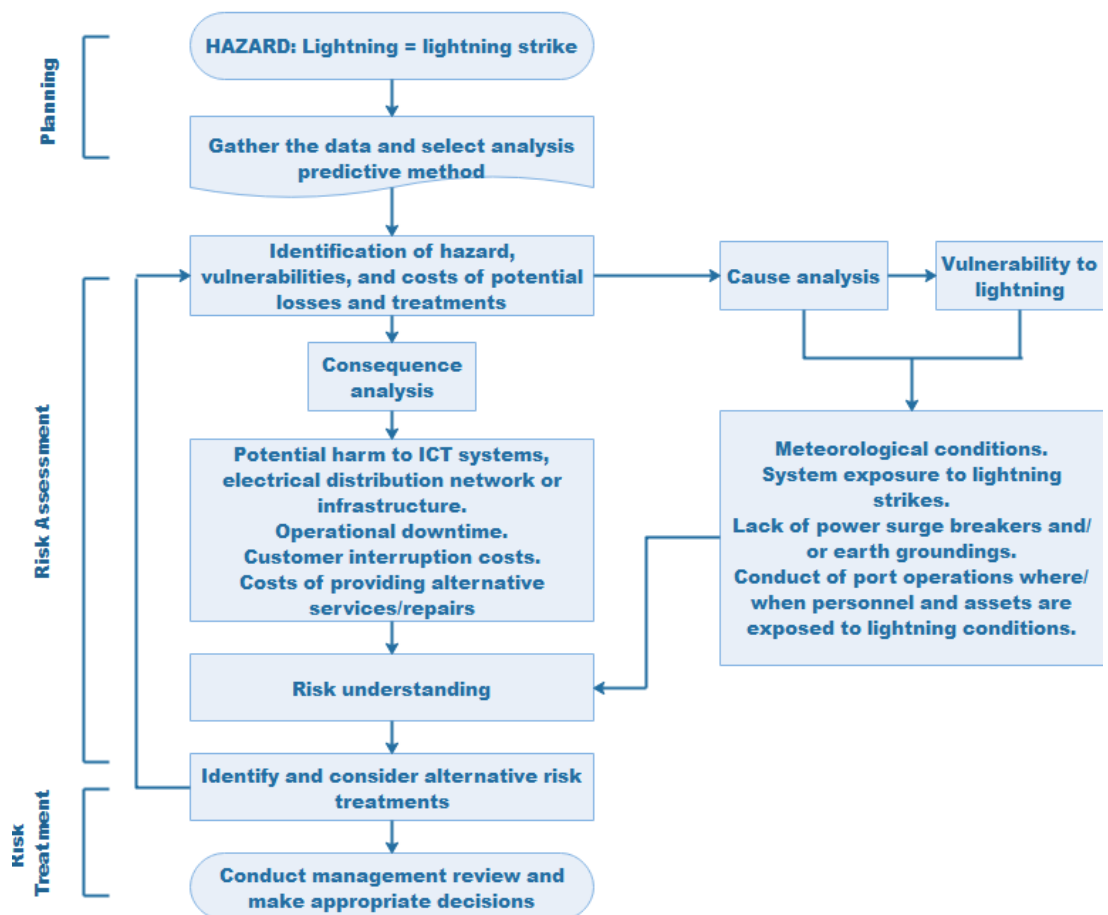 Planning
HAZARD: Lightning = lightning strike
Gather the data and select analysis
predictive method
Risk Assessment
Identification of hazard,
vulnerabilities, and costs of potential
losses and treatments
Cause analysis
Vulnerability to
lightning
Consequence
analysis
Potential harm to ICT systems,
electrical distribution network or
infrastructure.
Operational downtime.
Customer interruption costs.
Costs of providing alternative
services/repairs
Meteorological conditions.
System exposure to lightning
strikes.
Lack of power surge breakers and/
or earth groundings.
Conduct of port operations where/
when personnel and assets are
exposed to lightning conditions.
Risk understanding
Identify and consider alternative risk
treatments
Risk
Treatment
Conduct management review and
make appropriate decisions